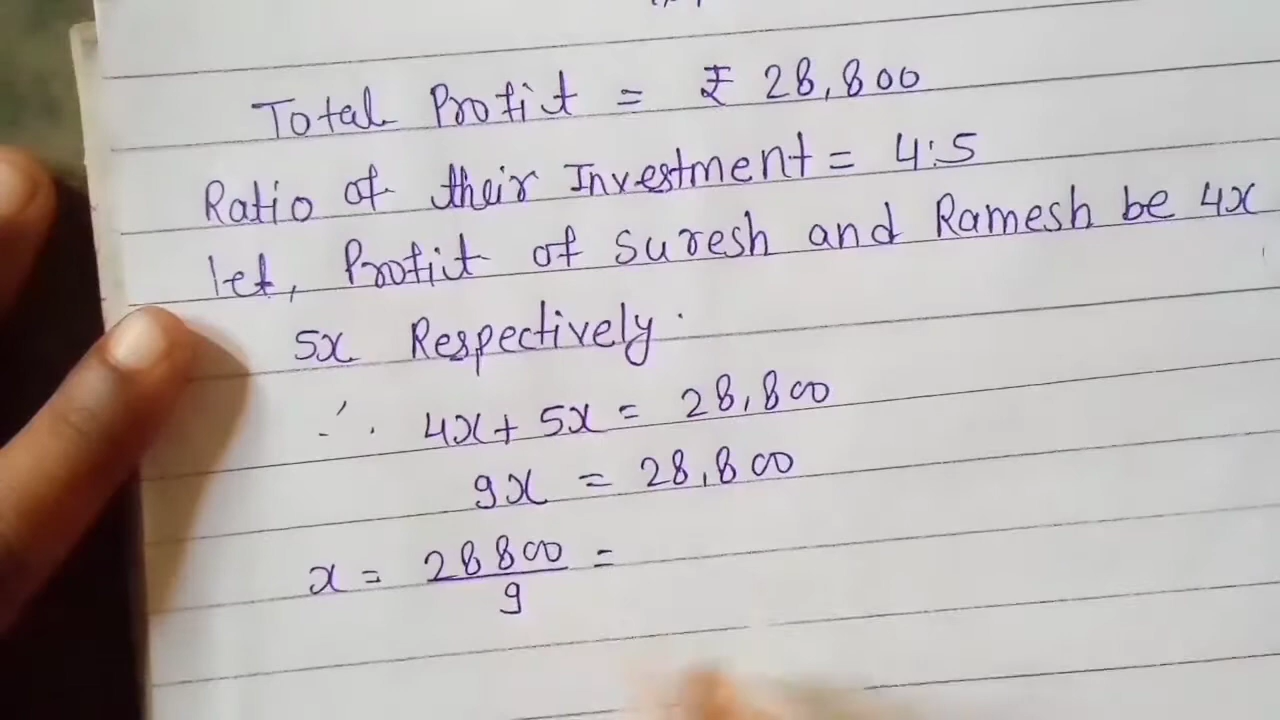 Total Profit = ₹ 28,800
Ratio of their Investment = 4:5
let, Profit of Suresh and Ramesh be 4x
5x Respectively.
∴ 4x + 5x = 28,800
9x = 28,800
x = 28800/9 =